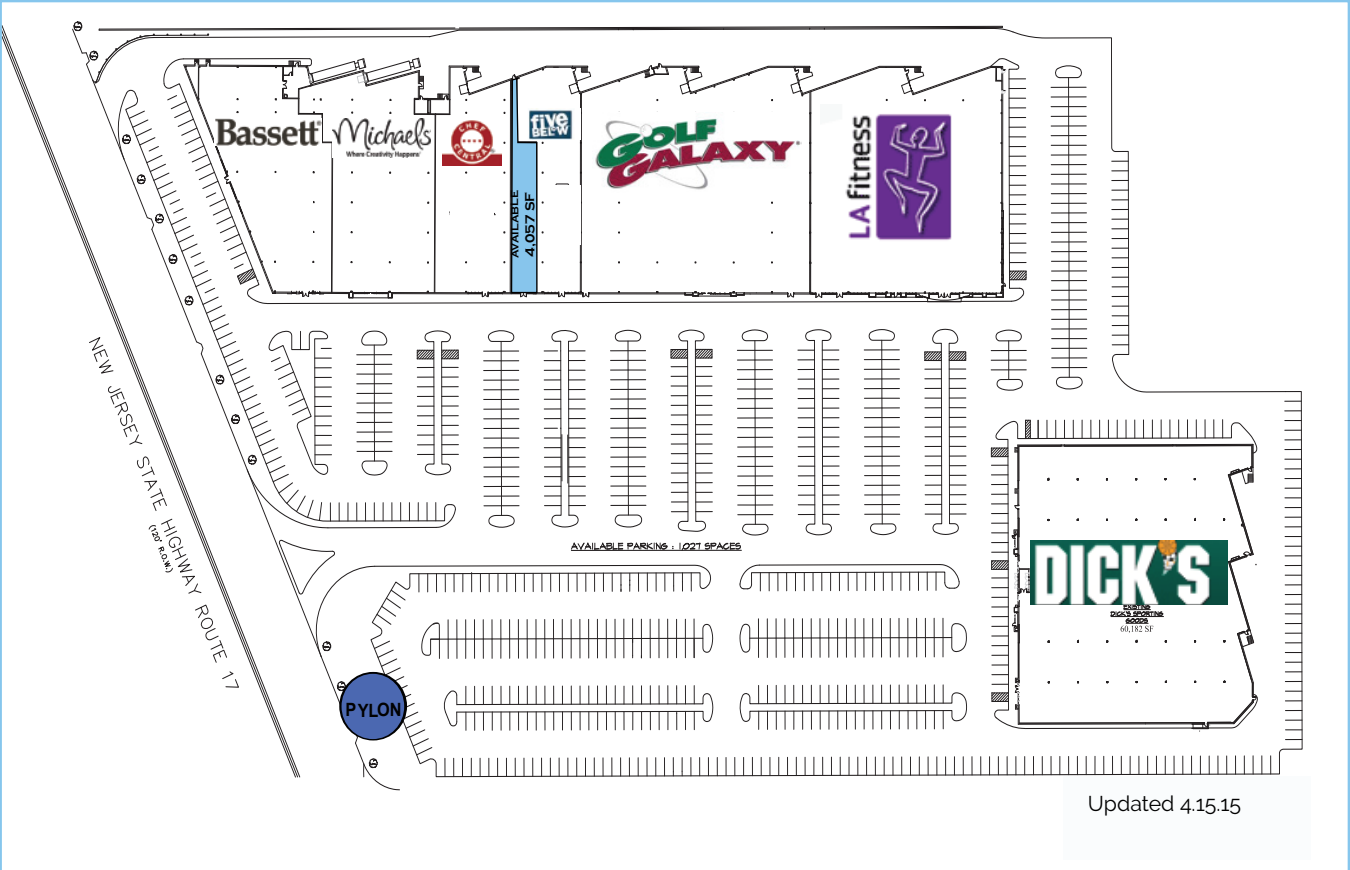 Bassett®
Michaels
Where Creativity Happens®
CHEF
CENTRAL
five
BEL°W
GOLF
GALAXY
LA fitness
AVAILABLE
4,057 SF
NEW JERSEY STATE HIGHWAY ROUTE 17
(120' R.O.W.)
AVAILABLE PARKING : 1,027 SPACES
DICK'S
EXISTING
DICK'S SPORTING
GOODS
60,182 SF
PYLON
Updated 4.15.15